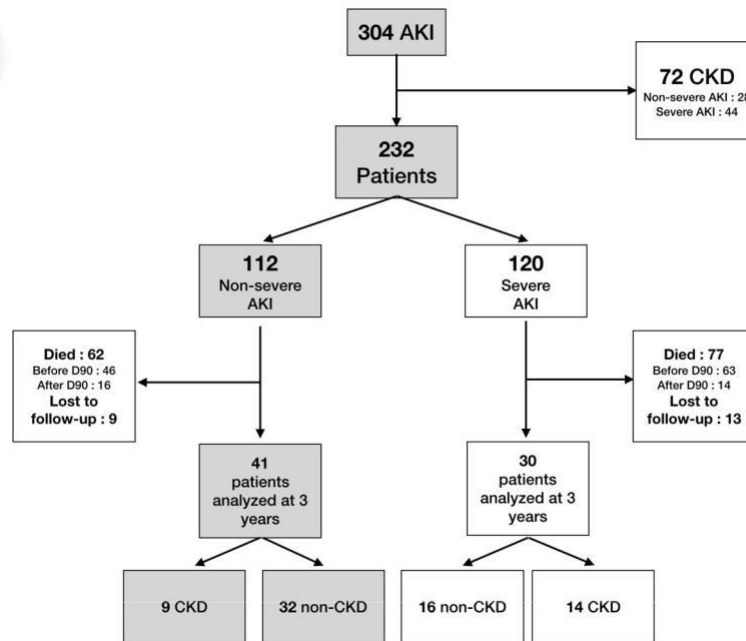 304 AKI
72 CKD
Non-severe AKI : 28
Severe AKI : 44
232
Patients
112
Non-severe
AKI
120
Severe
AKI
Died : 62
Before D90 : 46
After D90 : 16
Lost to
follow-up : 9
Died : 77
Before D90 : 63
After D90 : 14
Lost to
follow-up : 13
41
patients
analyzed at 3
years
30
patients
analyzed at 3
years
9 CKD
32 non-CKD
16 non-CKD
14 CKD